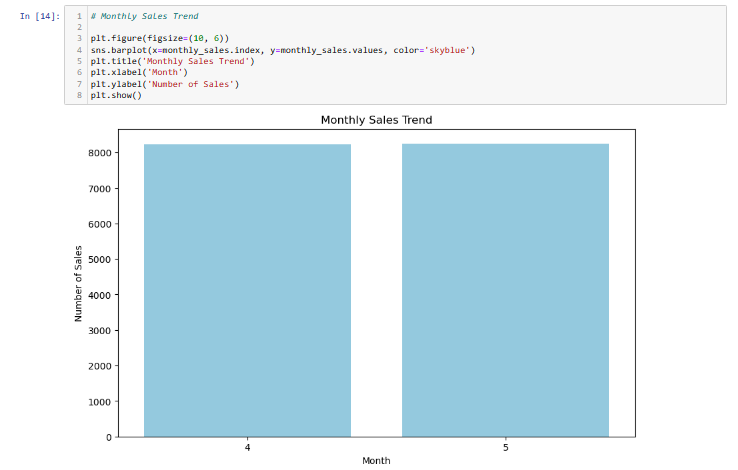 In [14]:
1 # Monthly Sales Trend
2
3 plt.figure(figsize=(10, 6))
4 sns.barplot(x=monthly_sales.index, y=monthly_sales.values, color='skyblue')
5 plt.title('Monthly Sales Trend')
6 plt.xlabel('Month')
7 plt.ylabel('Number of Sales')
8 plt.show()
Monthly Sales Trend
8000
7000
6000
5000
4000
3000
2000
1000
0
Number of Sales
4 5
Month